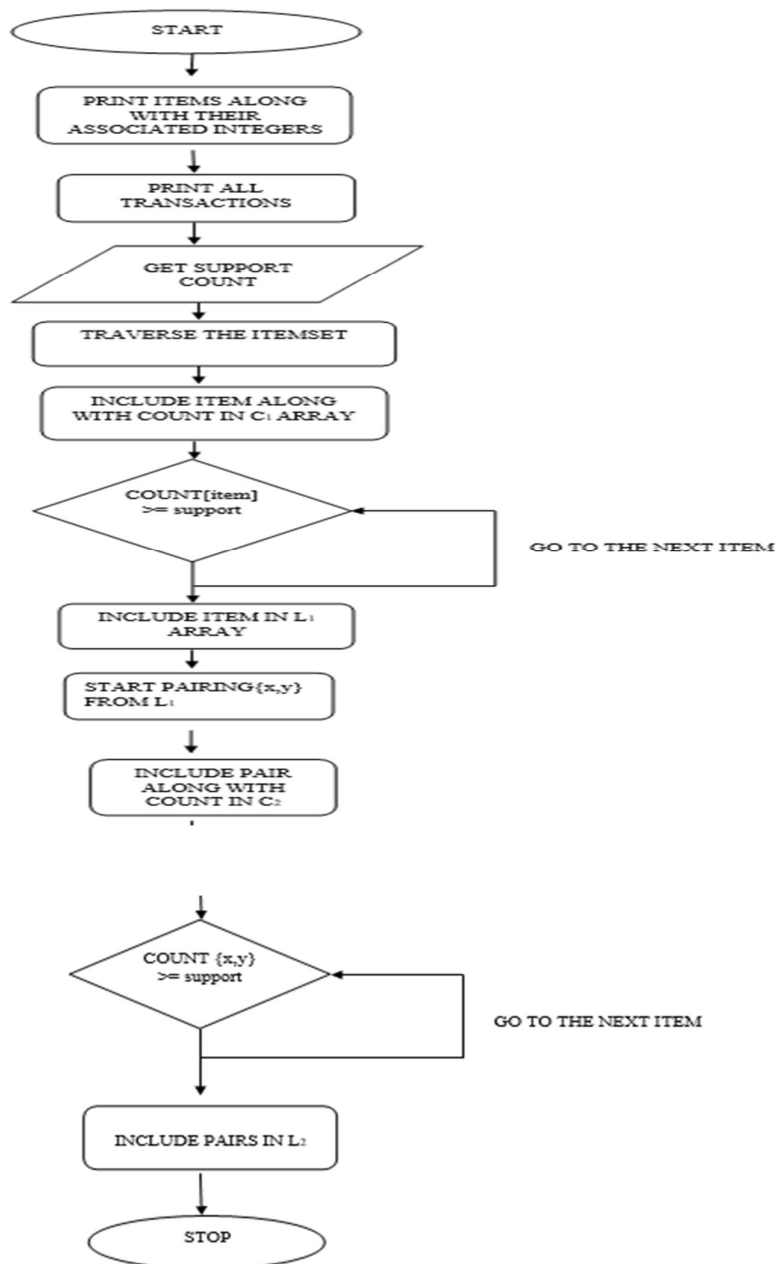 START
PRINT ITEMS ALONG
WITH THEIR
ASSOCIATED INTEGERS
PRINT ALL
TRANSACTIONS
GET SUPPORT
COUNT
TRAVERSE THE ITEMSET
INCLUDE ITEM ALONG
WITH COUNT IN C₁ ARRAY
COUNT[item]
>= support
GO TO THE NEXT ITEM
INCLUDE ITEM IN L₁
ARRAY
START PAIRING{x,y}
FROM L₁
INCLUDE PAIR
ALONG WITH
COUNT IN C₂
COUNT {x,y}
>= support
GO TO THE NEXT ITEM
INCLUDE PAIRS IN L₂
STOP